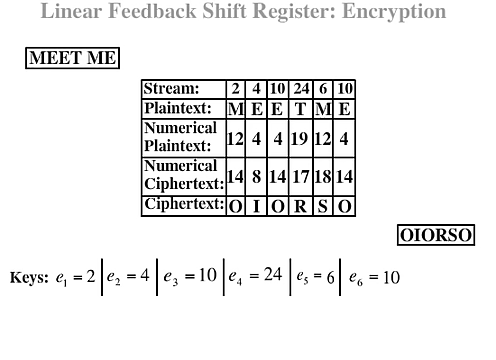 Linear Feedback Shift Register: Encryption
MEET ME
Stream: 2 4 10 24 6 10
Plaintext: M E E T M E
Numerical Plaintext: 12 4 4 19 12 4
Numerical Ciphertext: 14 8 14 17 18 14
Ciphertext: O I O R S O
OIORSO
Keys: e₁ = 2 | e₂ = 4 | e₃ = 10 | e₄ = 24 | e₅ = 6 | e₆ = 10